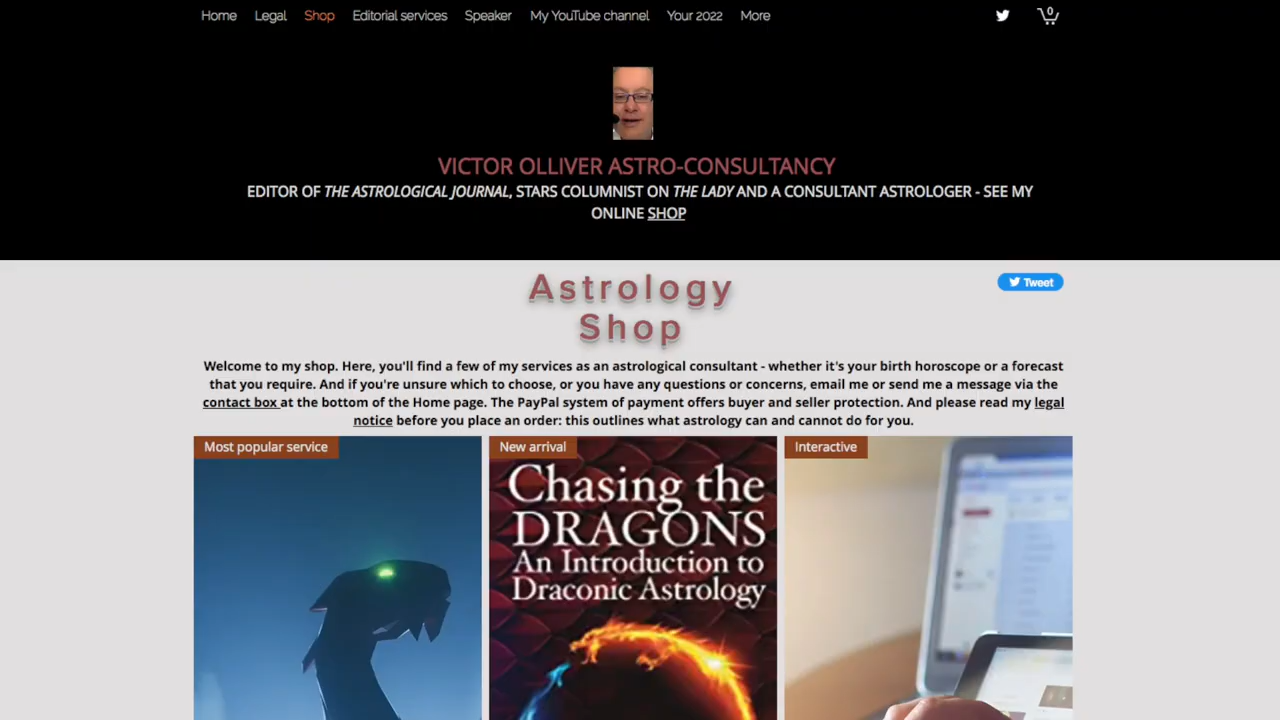 Home Legal Shop Editorial services Speaker My YouTube channel Your 2022 More 0
VICTOR OLLIVER ASTRO-CONSULTANCY
EDITOR OF THE ASTROLOGICAL JOURNAL, STARS COLUMNIST ON THE LADY AND A CONSULTANT ASTROLOGER - SEE MY
ONLINE SHOP
Astrology
Shop
Tweet
Welcome to my shop. Here, you'll find a few of my services as an astrological consultant - whether it's your birth horoscope or a forecast
that you require. And if you're unsure which to choose, or you have any questions or concerns, email me or send me a message via the
contact box at the bottom of the Home page. The PayPal system of payment offers buyer and seller protection. And please read my legal
notice before you place an order: this outlines what astrology can and cannot do for you.
Most popular service
New arrival
Chasing the
DRAGONS
An Introduction to
Draconic Astrology
Interactive